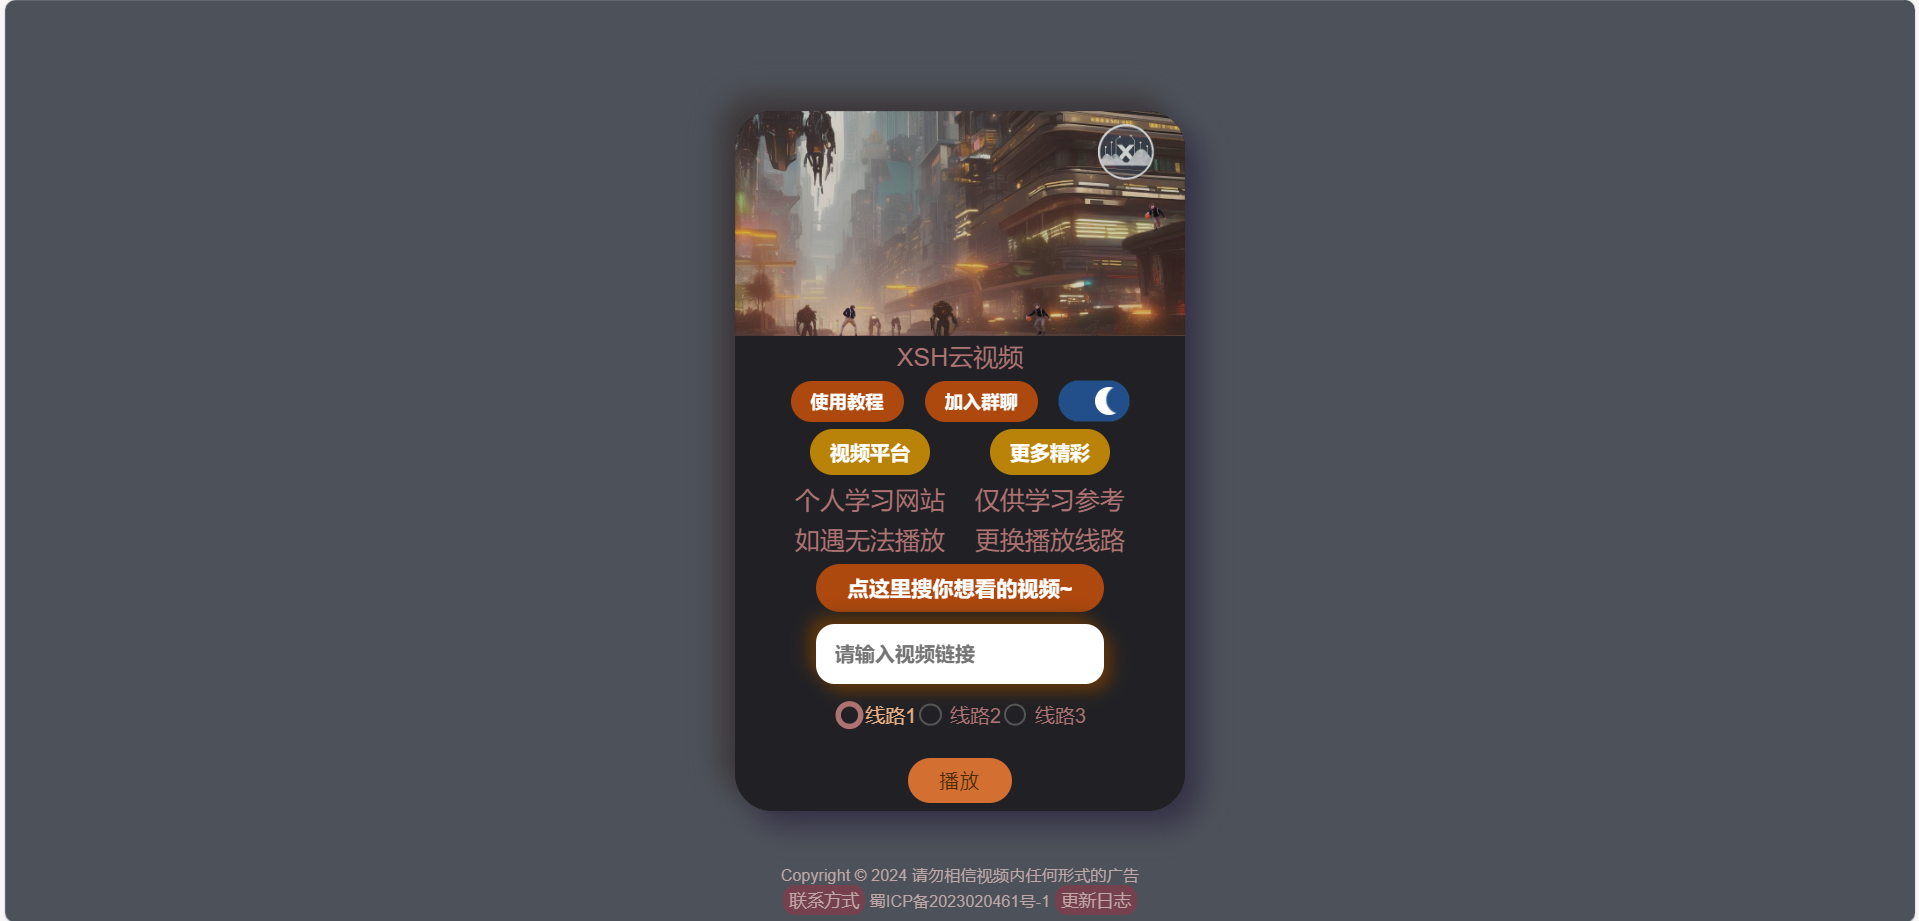 XSH云视频
使用教程 加入群聊
视频平台 更多精彩
个人学习网站 仅供学习参考
如遇无法播放 更换播放线路
点这里搜你想看的视频~
请输入视频链接
线路1 线路2 线路3
播放
Copyright © 2024 请勿相信视频内任何形式的广告
联系方式 蜀ICP备2023020461号-1 更新日志